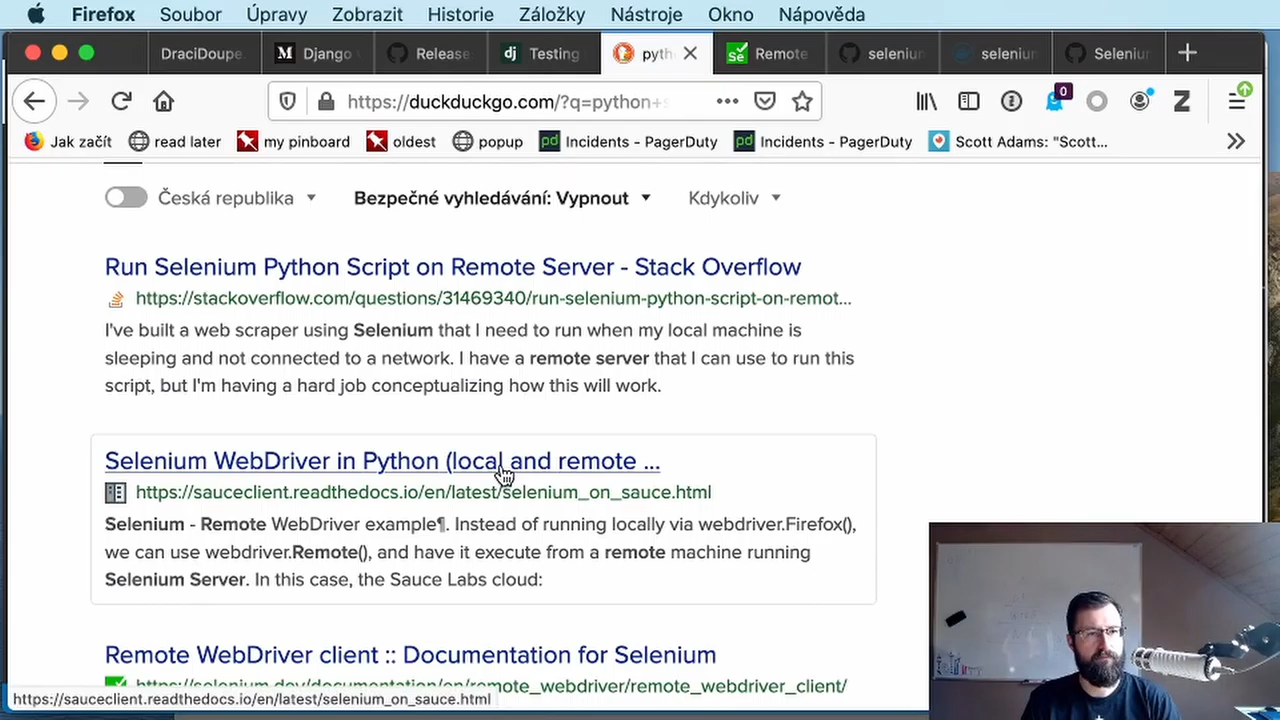 Firefox Soubor Úpravy Zobrazit Historie Záložky Nástroje Okno Nápověda
DraciDoupe. M Django Release dj Testing pyth Se Remote seleniu seleniu Seleniu
https://duckduckgo.com/?q=python+s 0 Z
Jak začít read later my pinboard oldest popup pd Incidents - PagerDuty pd Incidents - PagerDuty Scott Adams: "Scott...
Česká republika Bezpečné vyhledávání: Vypnout Kdykoliv
Run Selenium Python Script on Remote Server - Stack Overflow
https://stackoverflow.com/questions/31469340/run-selenium-python-script-on-remot...
I've built a web scraper using Selenium that I need to run when my local machine is
sleeping and not connected to a network. I have a remote server that I can use to run this
script, but I'm having a hard job conceptualizing how this will work.
Selenium WebDriver in Python (local and remote ...
https://sauceclient.readthedocs.io/en/latest/selenium_on_sauce.html
Selenium - Remote WebDriver example¶. Instead of running locally via webdriver.Firefox(),
we can use webdriver.Remote(), and have it execute from a remote machine running
Selenium Server. In this case, the Sauce Labs cloud:
Remote WebDriver client :: Documentation for Selenium
https://selenium.dev/documentation/en/remote_webdriver/remote_webdriver_client/
https://sauceclient.readthedocs.io/en/latest/selenium_on_sauce.html